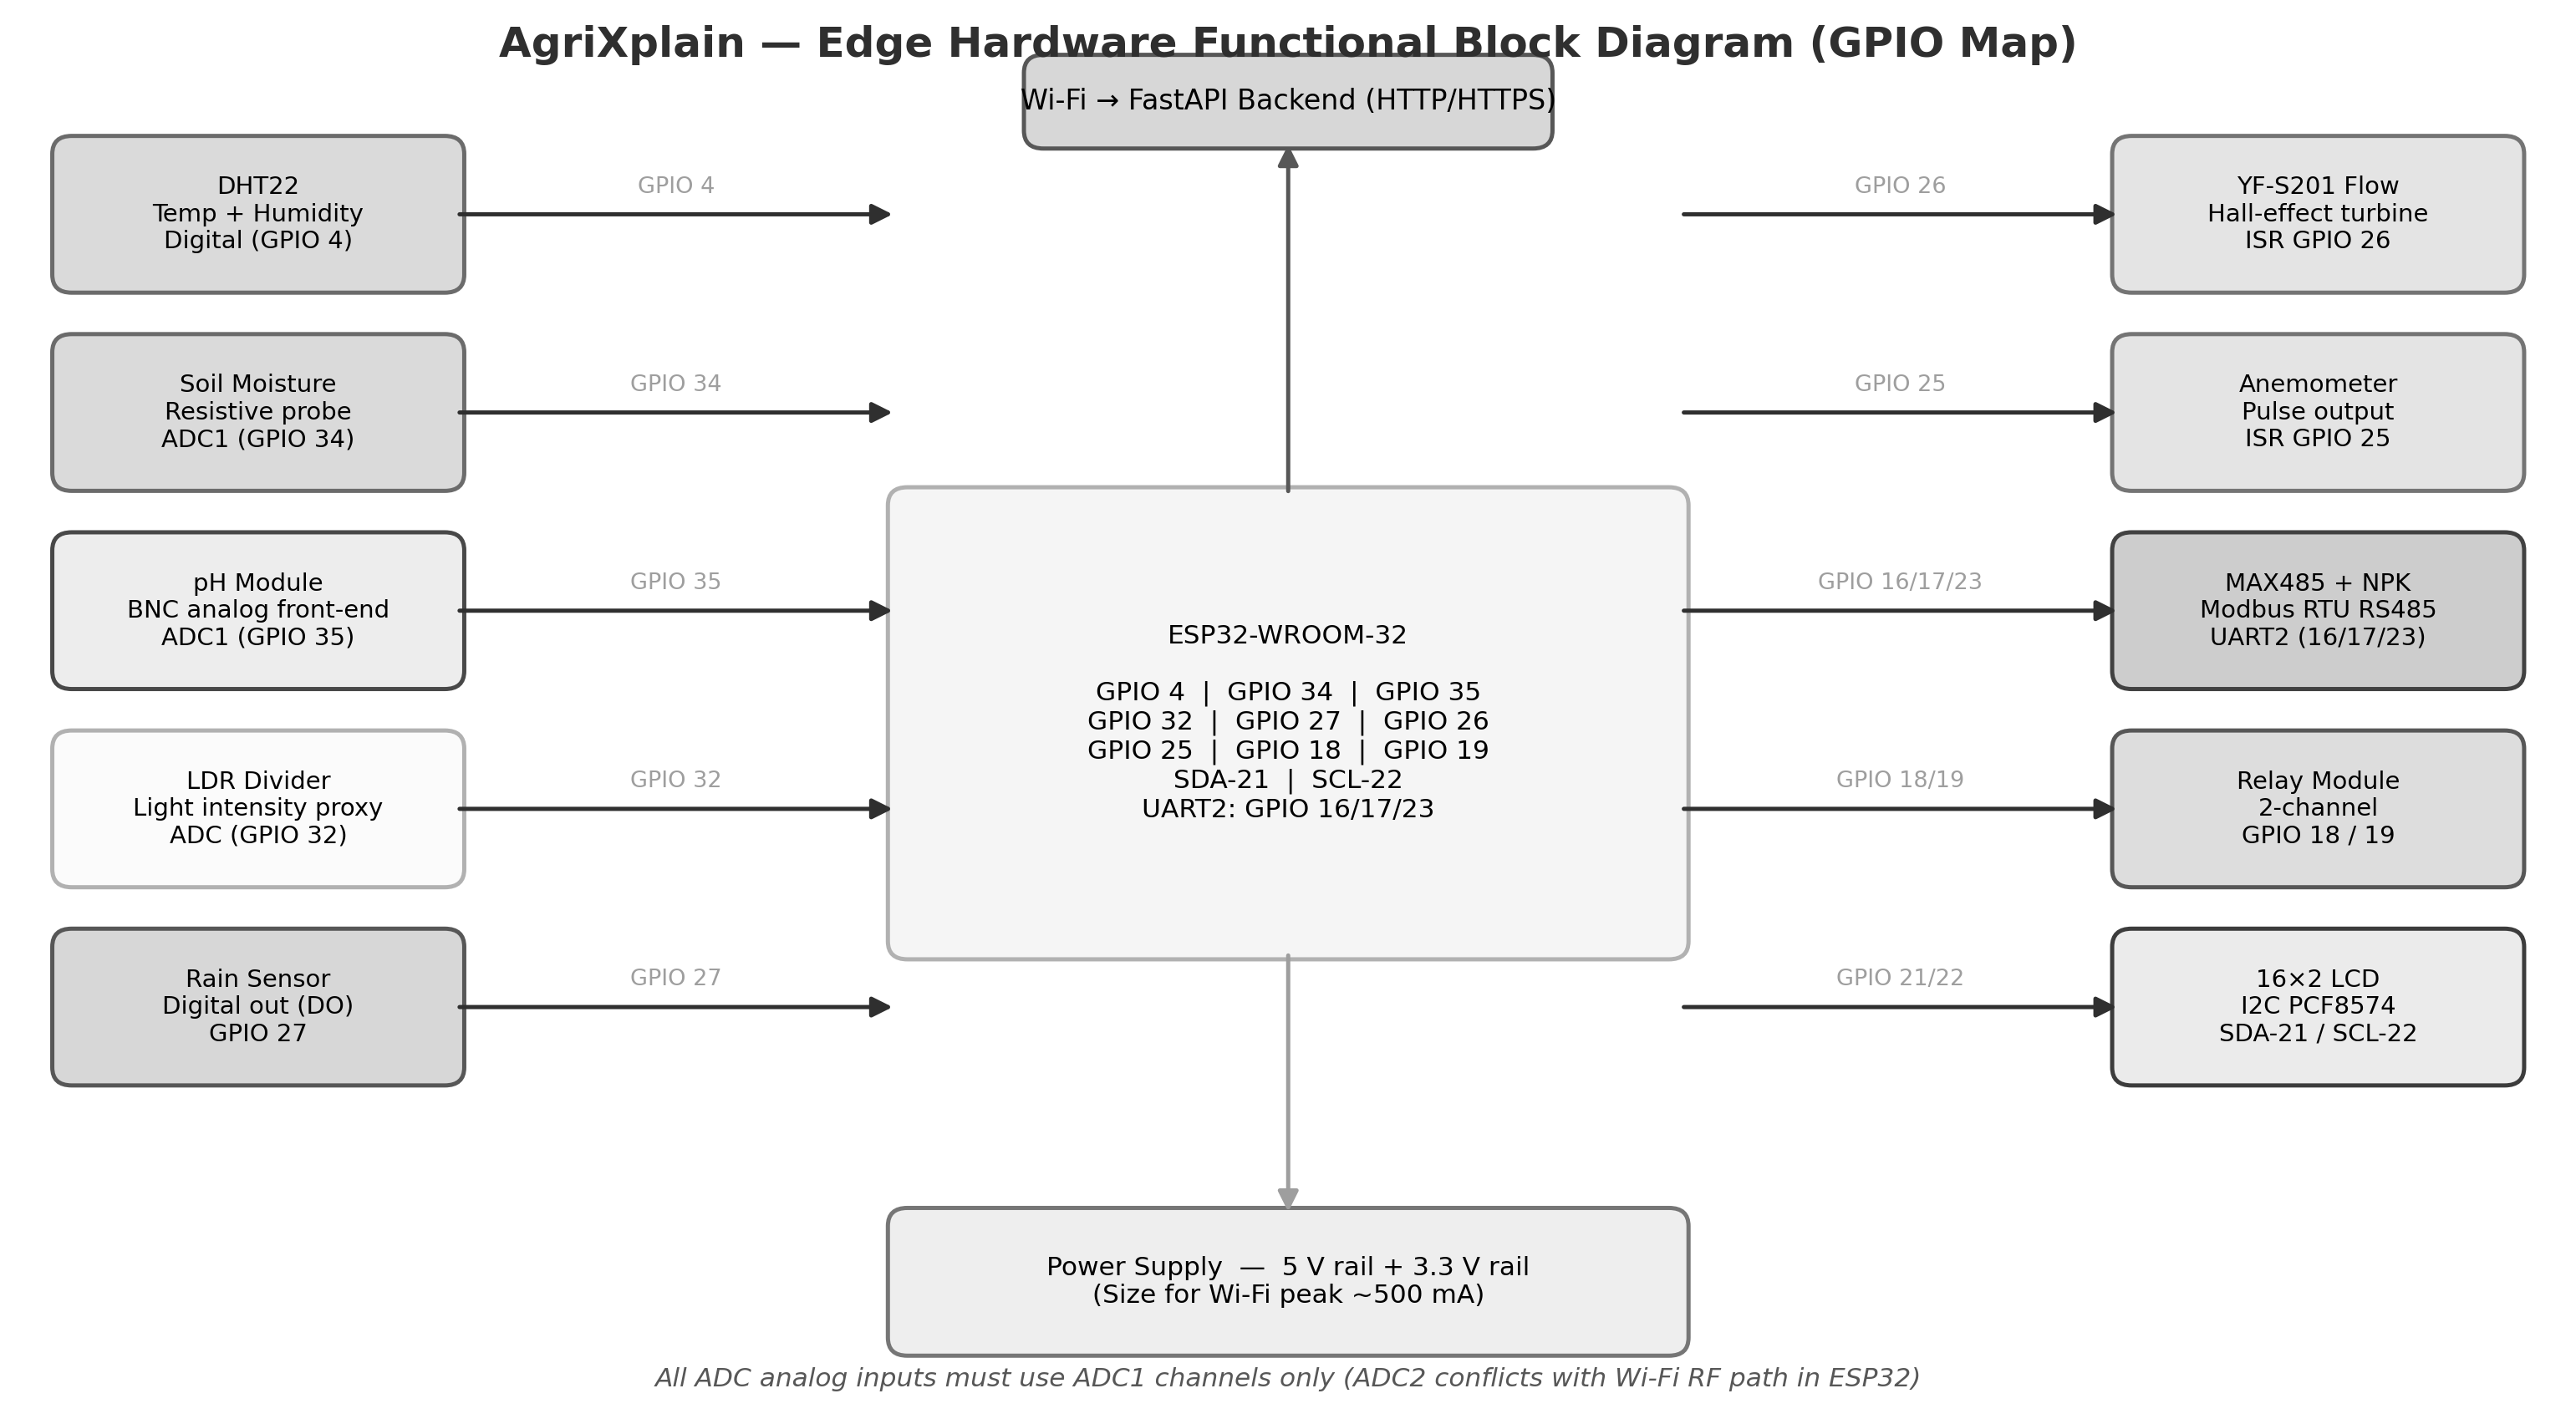 AgriXplain — Edge Hardware Functional Block Diagram (GPIO Map)
Wi-Fi → FastAPI Backend (HTTP/HTTPS)
DHT22
Temp + Humidity
Digital (GPIO 4)
GPIO 4
GPIO 26
YF-S201 Flow
Hall-effect turbine
ISR GPIO 26
Soil Moisture
Resistive probe
ADC1 (GPIO 34)
GPIO 34
GPIO 25
Anemometer
Pulse output
ISR GPIO 25
pH Module
BNC analog front-end
ADC1 (GPIO 35)
GPIO 35
ESP32-WROOM-32
GPIO 4 | GPIO 34 | GPIO 35
GPIO 32 | GPIO 27 | GPIO 26
GPIO 25 | GPIO 18 | GPIO 19
SDA-21 | SCL-22
UART2: GPIO 16/17/23
GPIO 16/17/23
MAX485 + NPK
Modbus RTU RS485
UART2 (16/17/23)
LDR Divider
Light intensity proxy
ADC (GPIO 32)
GPIO 32
GPIO 18/19
Relay Module
2-channel
GPIO 18 / 19
Rain Sensor
Digital out (DO)
GPIO 27
GPIO 27
GPIO 21/22
16×2 LCD
I2C PCF8574
SDA-21 / SCL-22
Power Supply — 5 V rail + 3.3 V rail
(Size for Wi-Fi peak ~500 mA)
All ADC analog inputs must use ADC1 channels only (ADC2 conflicts with Wi-Fi RF path in ESP32)